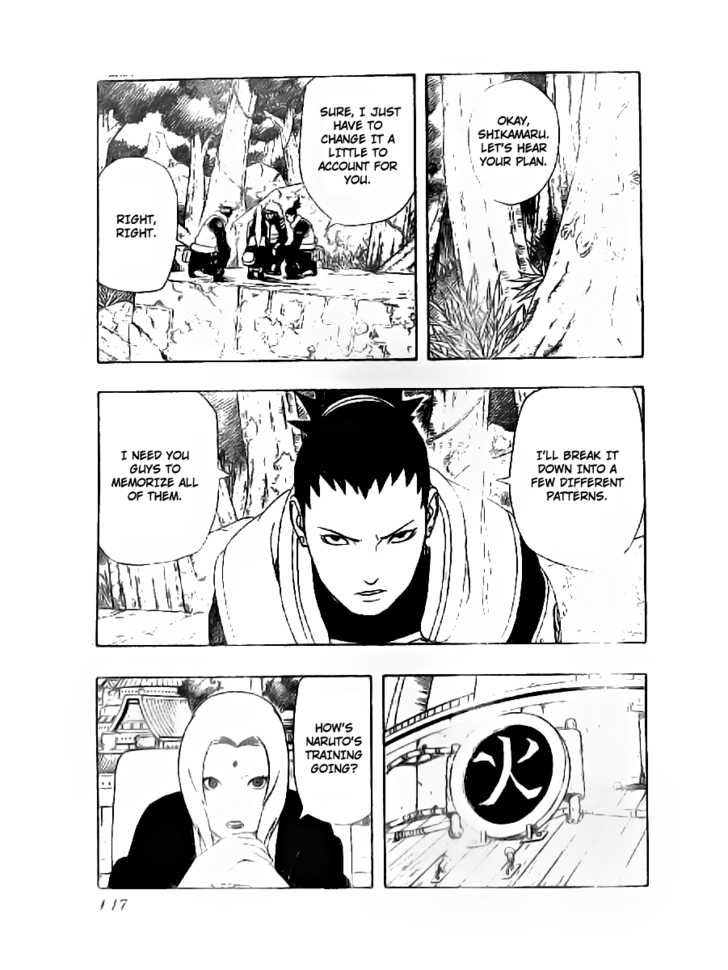 OKAY,
SHIKAMARU.
LET'S HEAR
YOUR PLAN.
SURE, I JUST
HAVE TO
CHANGE IT A
LITTLE TO
ACCOUNT FOR
YOU.
RIGHT,
RIGHT.
I'LL BREAK IT
DOWN INTO A
FEW DIFFERENT
PATTERNS.
I NEED YOU
GUYS TO
MEMORIZE ALL
OF THEM.
火
HOW'S
NARUTO'S
TRAINING
GOING?
117